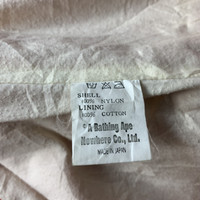 SHELL
100% NYLON
LINING
100% COTTON
©A Bathing Ape
Nowhere Co., Ltd.
MADE IN JAPAN